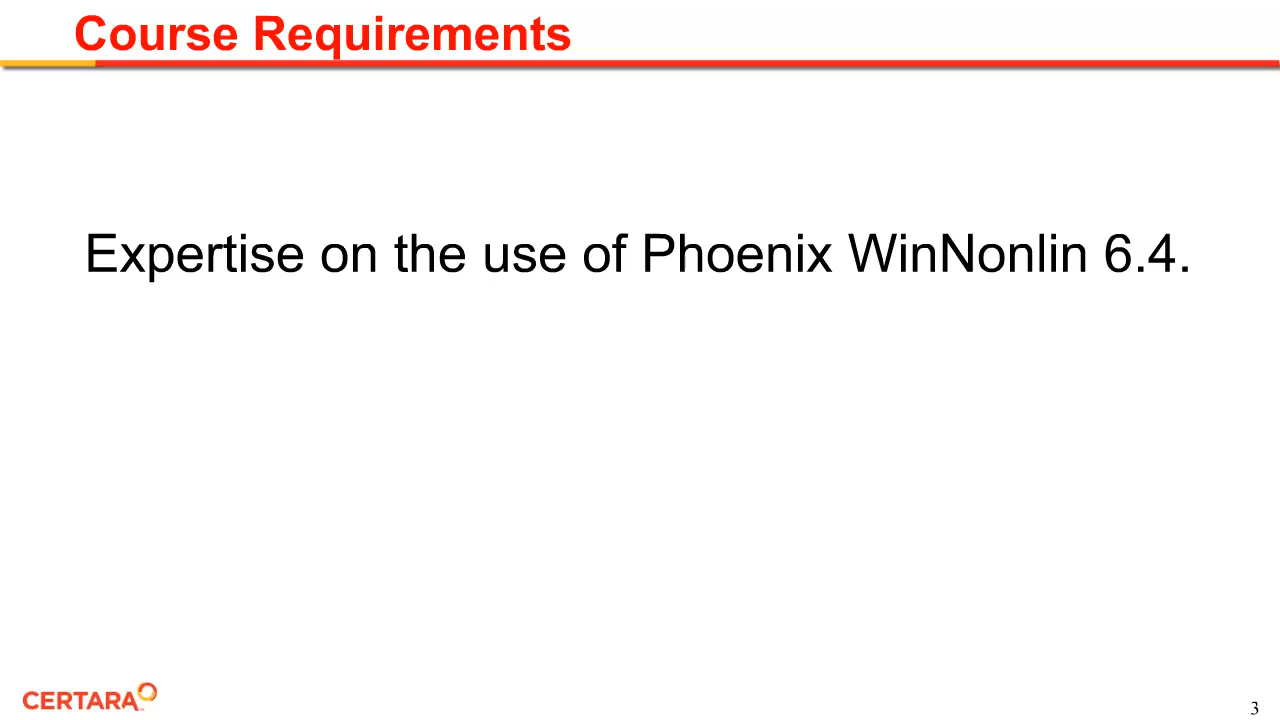 Course Requirements
Expertise on the use of Phoenix WinNonlin 6.4.
CERTARA
3